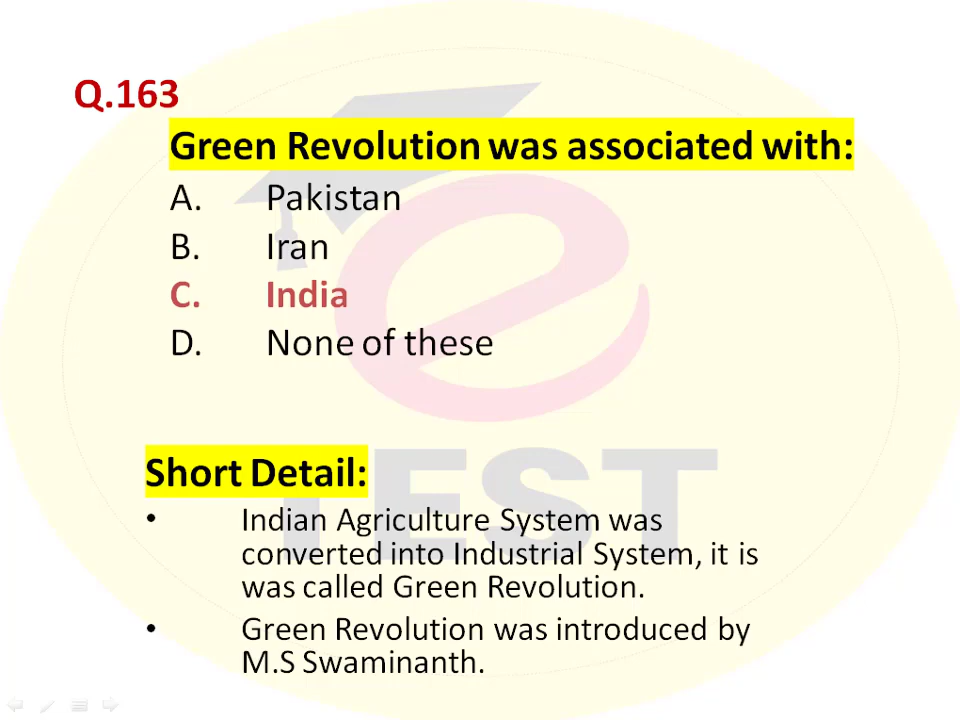 Q.163
Green Revolution was associated with:
A. Pakistan
B. Iran
C. India
D. None of these
e
TEST
Short Detail:
• Indian Agriculture System was
converted into Industrial System, it is
was called Green Revolution.
• Green Revolution was introduced by
M.S Swaminanth.